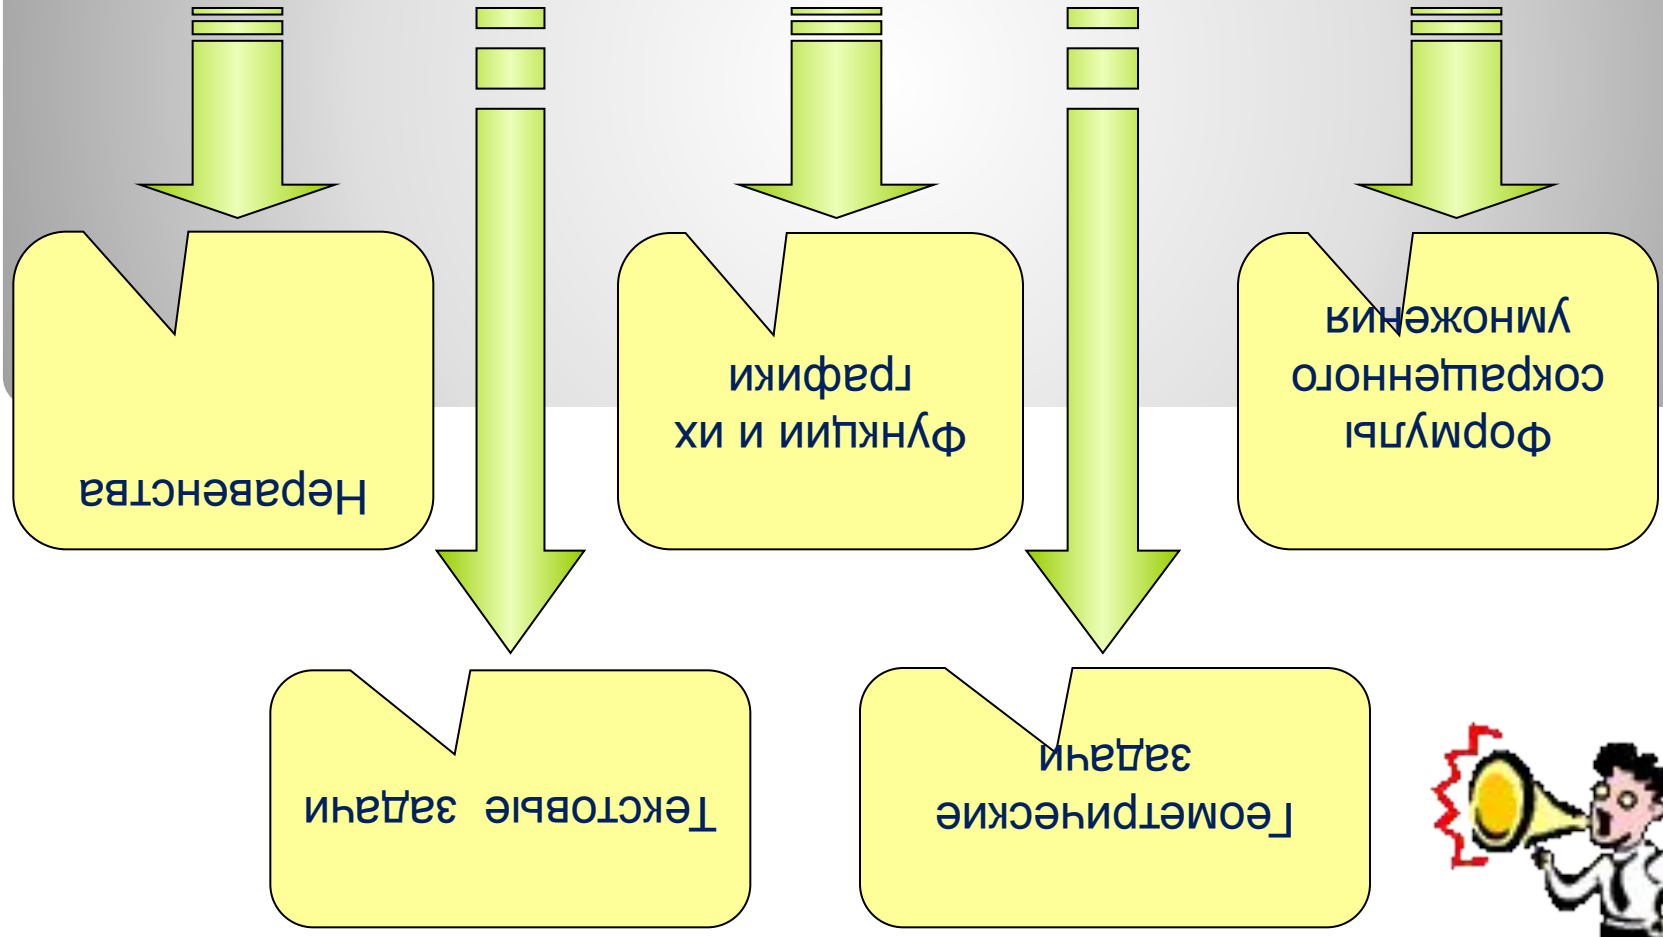 Неравенства
Функции и их
графики
Формулы
сокращенного
умножения
Текстовые задачи
Геометрические
задачи